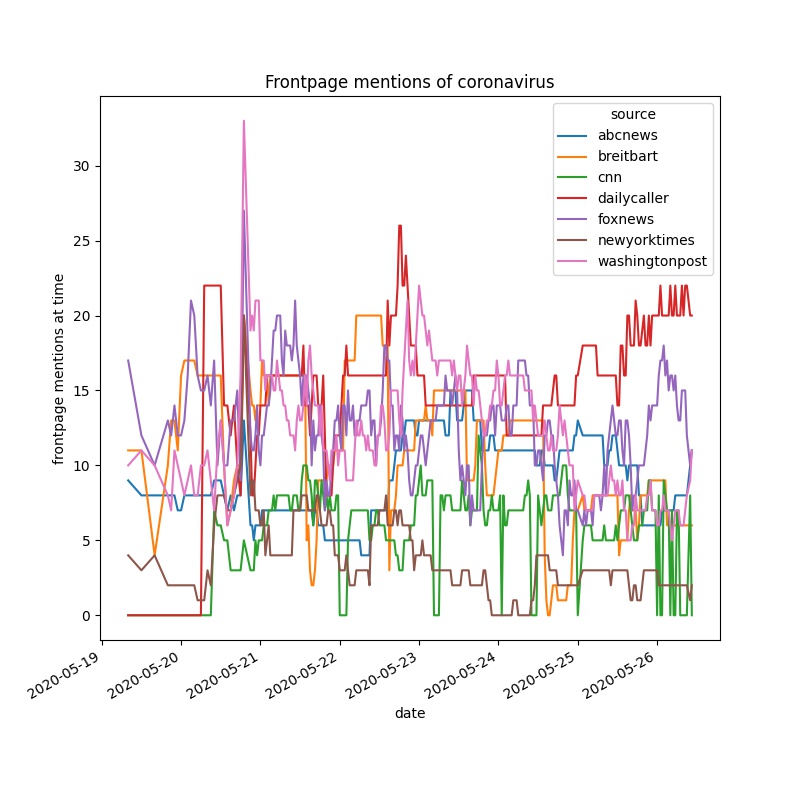 Frontpage mentions of coronavirus
source
abcnews
breitbart
cnn
dailycaller
foxnews
newyorktimes
washingtonpost
frontpage mentions at time
30
25
20
15
10
5
0
2020-05-19
2020-05-20
2020-05-21
2020-05-22
2020-05-23
2020-05-24
2020-05-25
2020-05-26
date